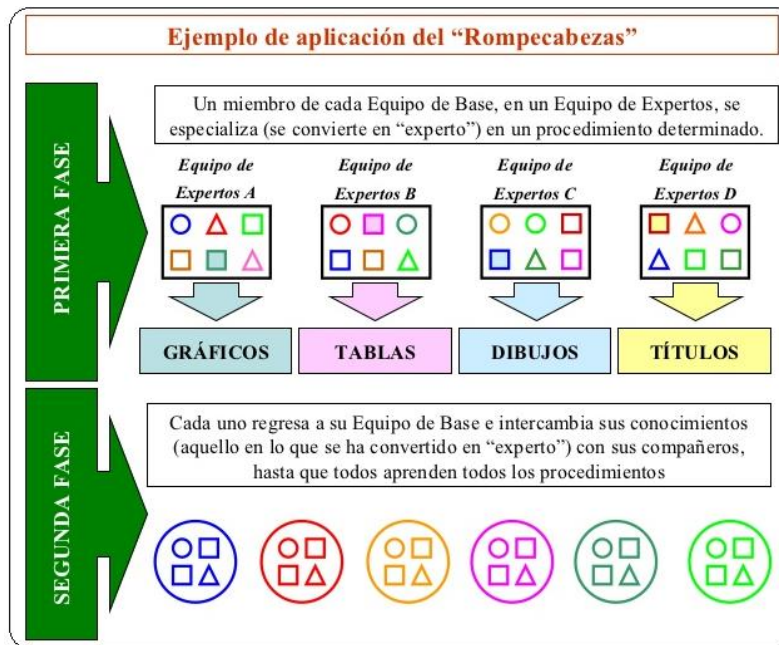 Ejemplo de aplicación del “Rompecabezas”
PRIMERA FASE
Un miembro de cada Equipo de Base, en un Equipo de Expertos, se
especializa (se convierte en “experto”) en un procedimiento determinado.
Equipo de
Expertos A
Equipo de
Expertos B
Equipo de
Expertos C
Equipo de
Expertos D
GRÁFICOS
TABLAS
DIBUJOS
TÍTULOS
SEGUNDA FASE
Cada uno regresa a su Equipo de Base e intercambia sus conocimientos
(aquello en lo que se ha convertido en “experto”) con sus compañeros,
hasta que todos aprenden todos los procedimientos